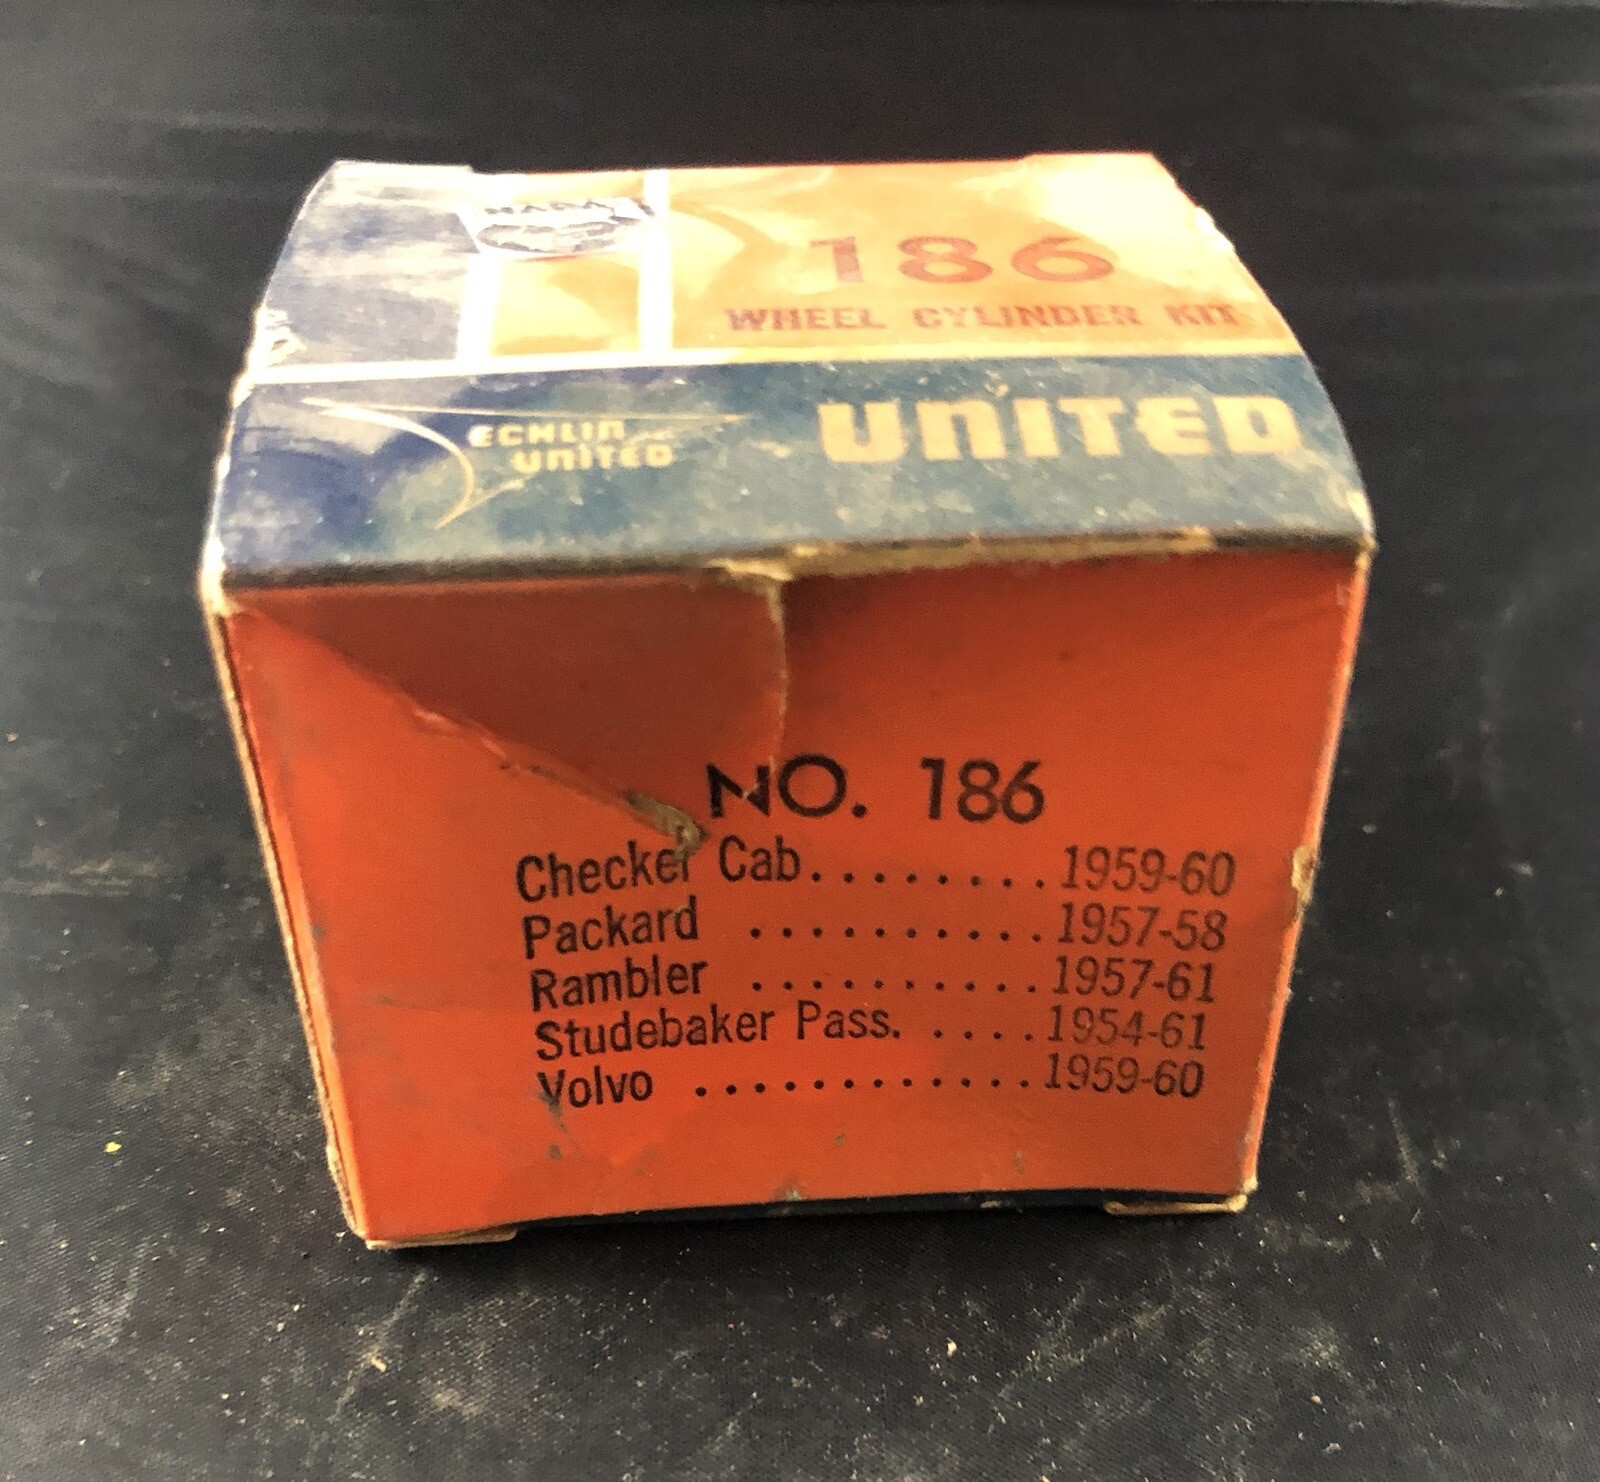 NAPA
186
WHEEL CYLINDER KIT
ECHLIN
UNITED
UNITED
NO. 186
Checker Cab........1959-60
Packard ..........1957-58
Rambler ..........1957-61
Studebaker Pass. ....1954-61
Volvo ............1959-60